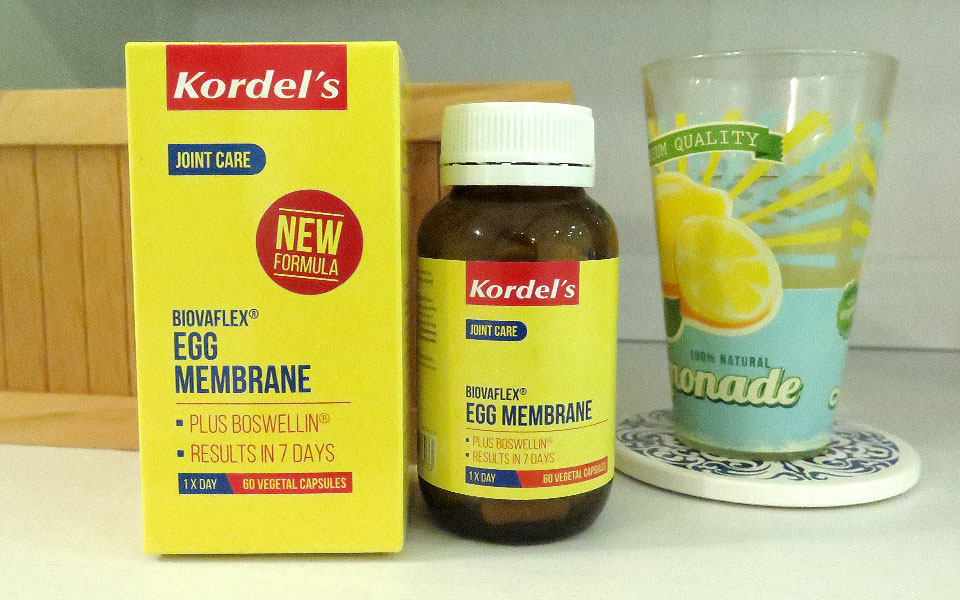 Kordel's
JOINT CARE
NEW
FORMULA
BIOVAFLEX®
EGG
MEMBRANE
▪ PLUS BOSWELLIN®
▪ RESULTS IN 7 DAYS
1 X DAY
60 VEGETAL CAPSULES
Kordel's
JOINT CARE
BIOVAFLEX®
EGG MEMBRANE
▪ PLUS BOSWELLIN®
▪ RESULTS IN 7 DAYS
1 X DAY
60 VEGETAL CAPSULES
QUALITY
100% NATURAL